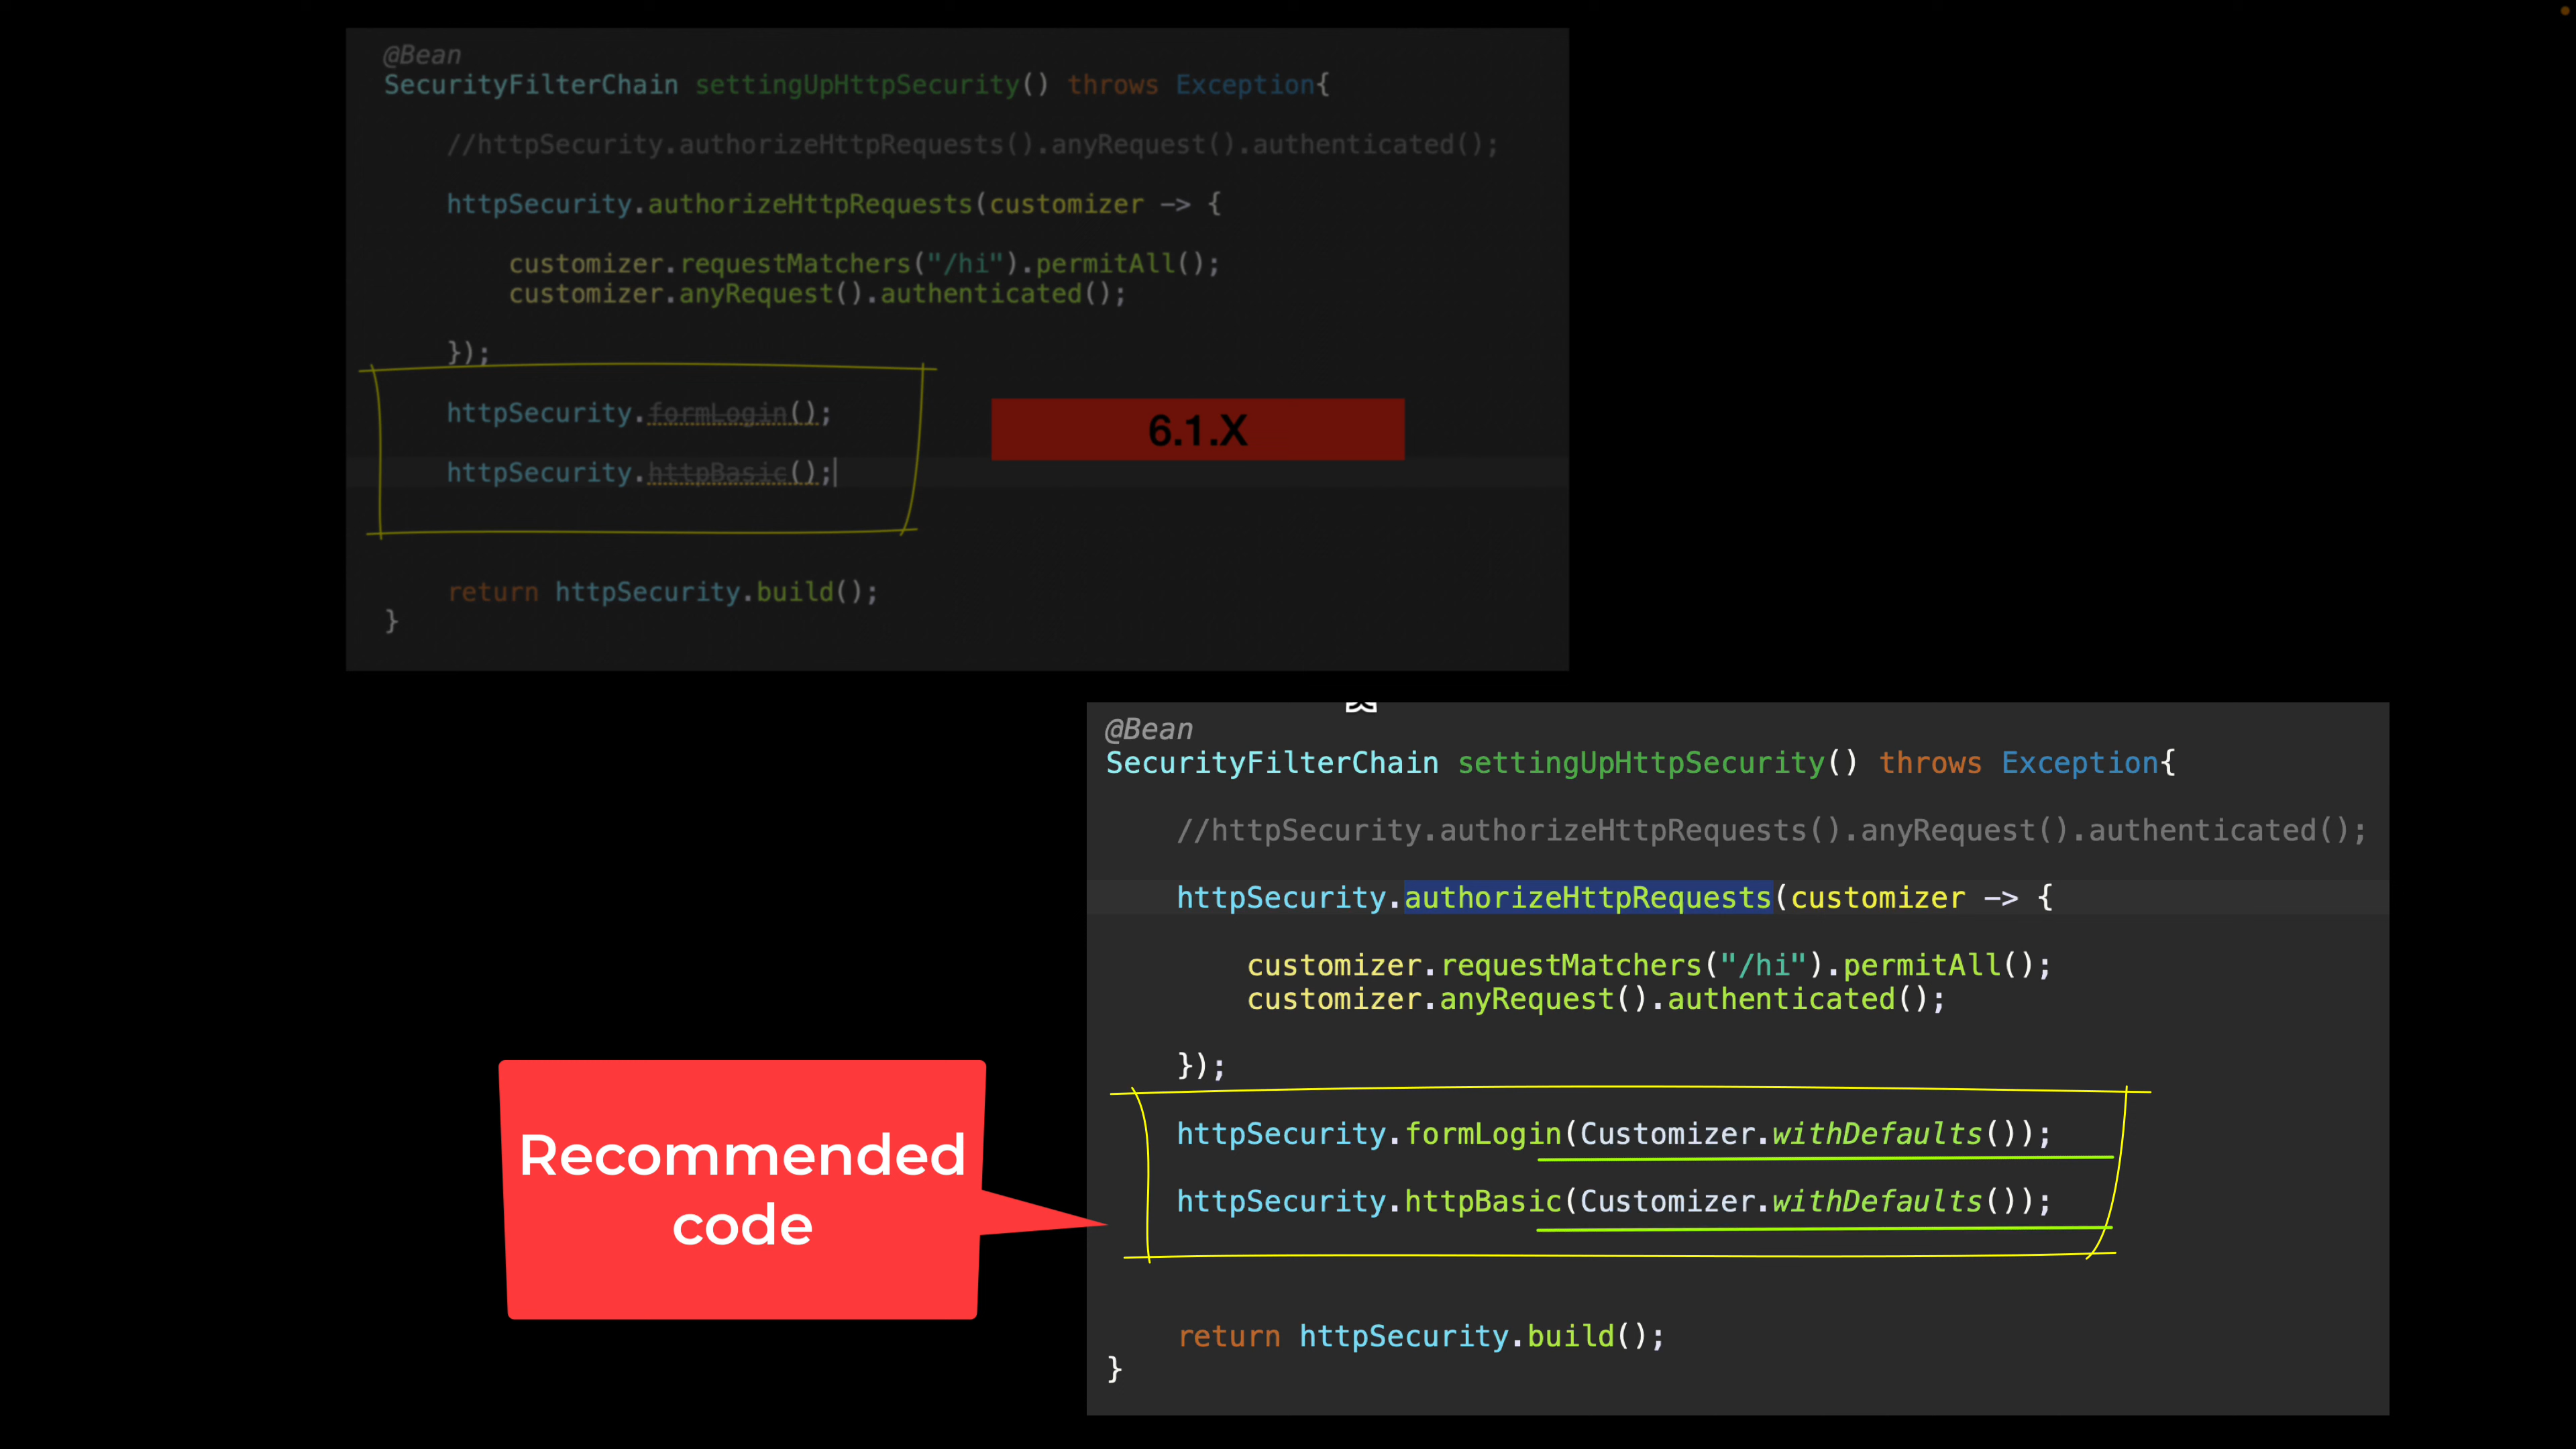 @Bean
SecurityFilterChain settingUpHttpSecurity() throws Exception{
//httpSecurity.authorizeHttpRequests().anyRequest().authenticated();
httpSecurity.authorizeHttpRequests(customizer -> {
customizer.requestMatchers("/hi").permitAll();
customizer.anyRequest().authenticated();
});
httpSecurity.formLogin();
httpSecurity.httpBasic();
return httpSecurity.build();
}
6.1.X
@Bean
SecurityFilterChain settingUpHttpSecurity() throws Exception{
//httpSecurity.authorizeHttpRequests().anyRequest().authenticated();
httpSecurity.authorizeHttpRequests(customizer -> {
customizer.requestMatchers("/hi").permitAll();
customizer.anyRequest().authenticated();
});
httpSecurity.formLogin(Customizer.withDefaults());
httpSecurity.httpBasic(Customizer.withDefaults());
return httpSecurity.build();
}
Recommended
code